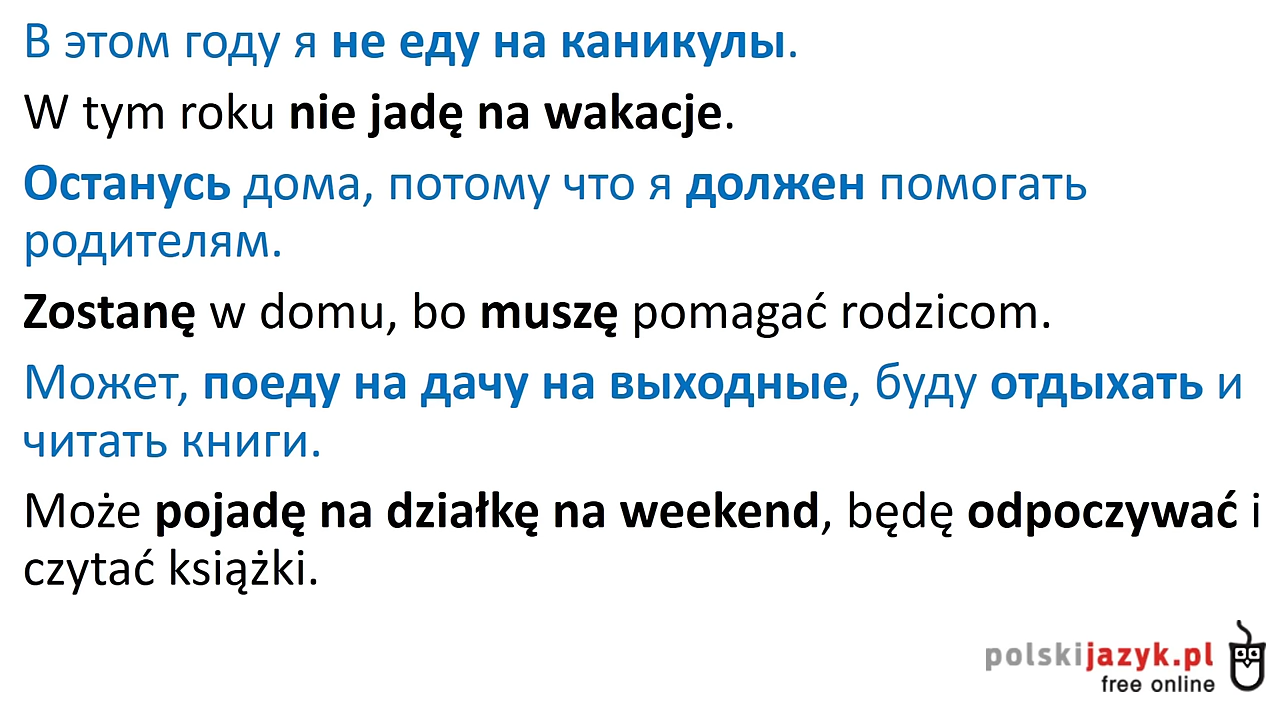 В этом году я не еду на каникулы.
W tym roku nie jadę na wakacje.
Останусь дома, потому что я должен помогать
родителям.
Zostanę w domu, bo muszę pomagać rodzicom.
Может, поеду на дачу на выходные, буду отдыхать и
читать книги.
Może pojadę na działkę na weekend, będę odpoczywać i
czytać książki.
polskijazyk.pl
free online